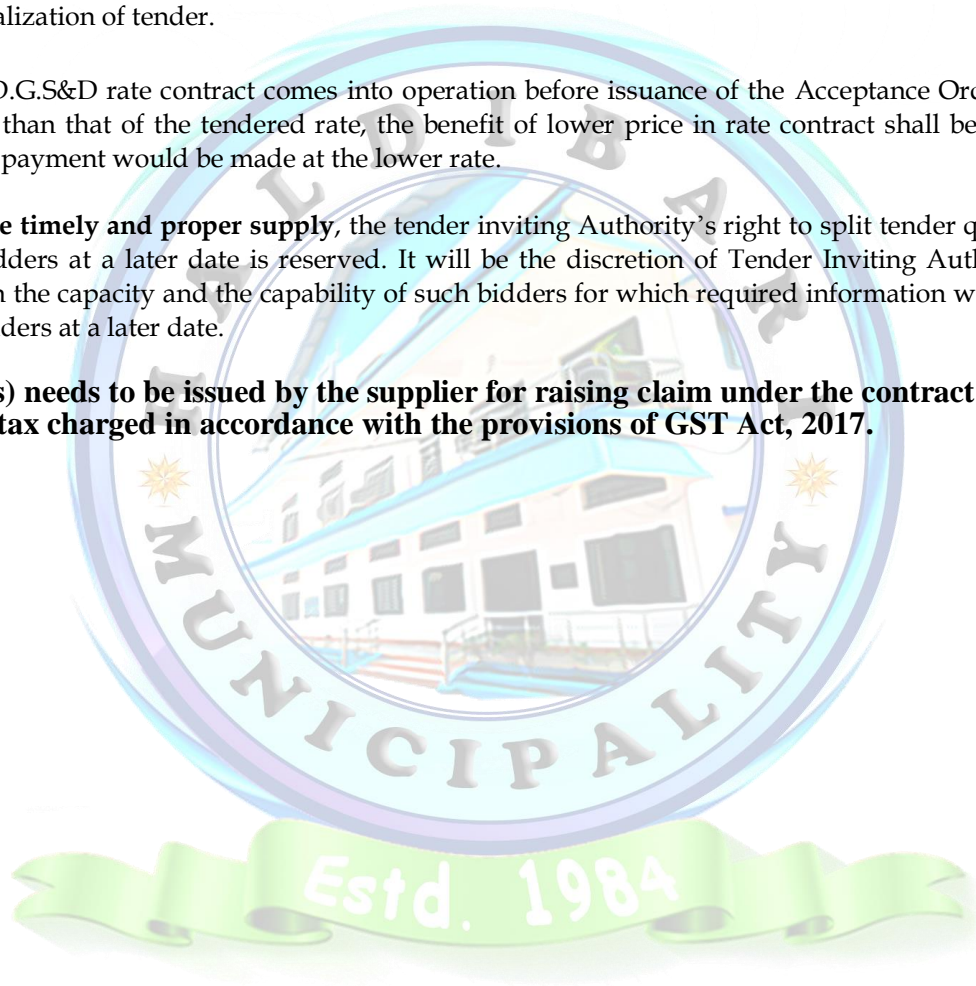 alization of tender.
D.G.S&D rate contract comes into operation before issuance of the Acceptance Ord
than that of the tendered rate, the benefit of lower price in rate contract shall be
payment would be made at the lower rate.
e timely and proper supply, the tender inviting Authority's right to split tender q
dders at a later date is reserved. It will be the discretion of Tender Inviting Auth
n the capacity and the capability of such bidders for which required information w
ders at a later date.
s) needs to be issued by the supplier for raising claim under the contract
tax charged in accordance with the provisions of GST Act, 2017.
HALDYBARI
MUNICIPALITY
Estd. 1984